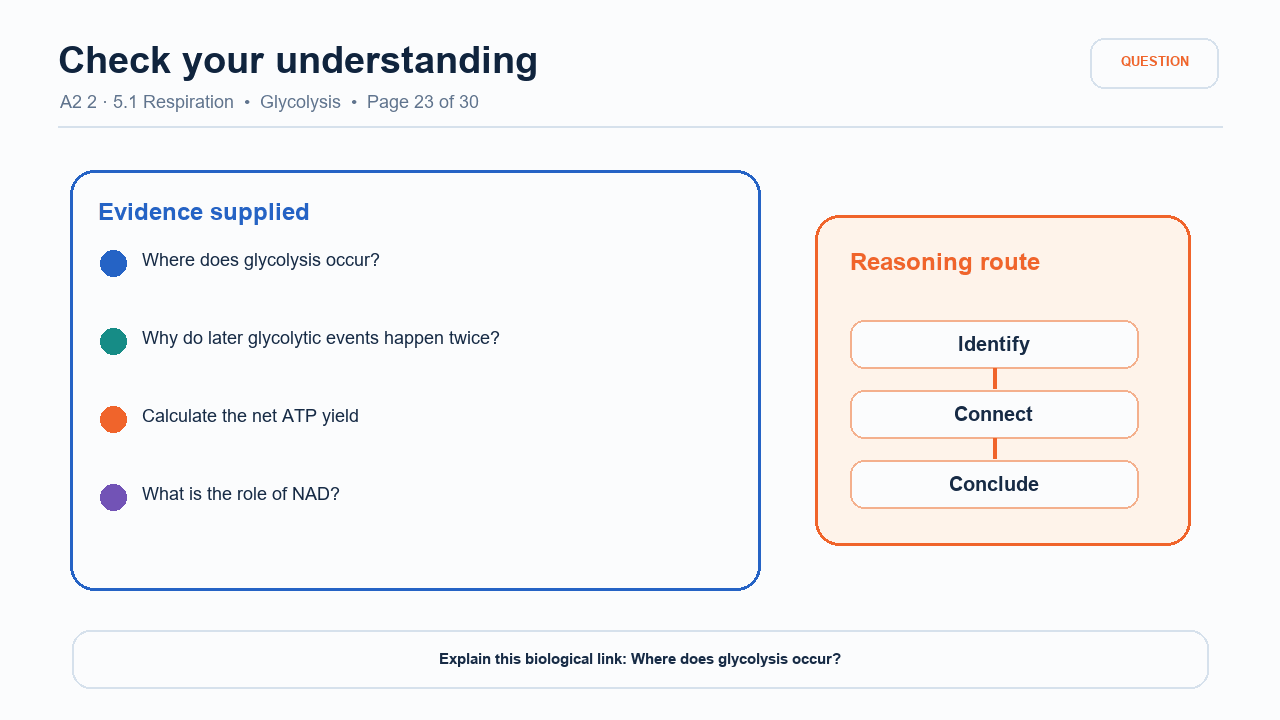 Check your understanding
QUESTION
A2 2 · 5.1 Respiration • Glycolysis • Page 23 of 30
Evidence supplied
Where does glycolysis occur?
Why do later glycolytic events happen twice?
Calculate the net ATP yield
What is the role of NAD?
Reasoning route
Identify
Connect
Conclude
Explain this biological link: Where does glycolysis occur?